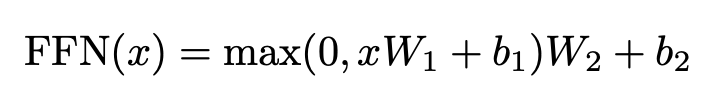 FFN(x) = max(0, xW₁ + b₁)W₂ + b₂